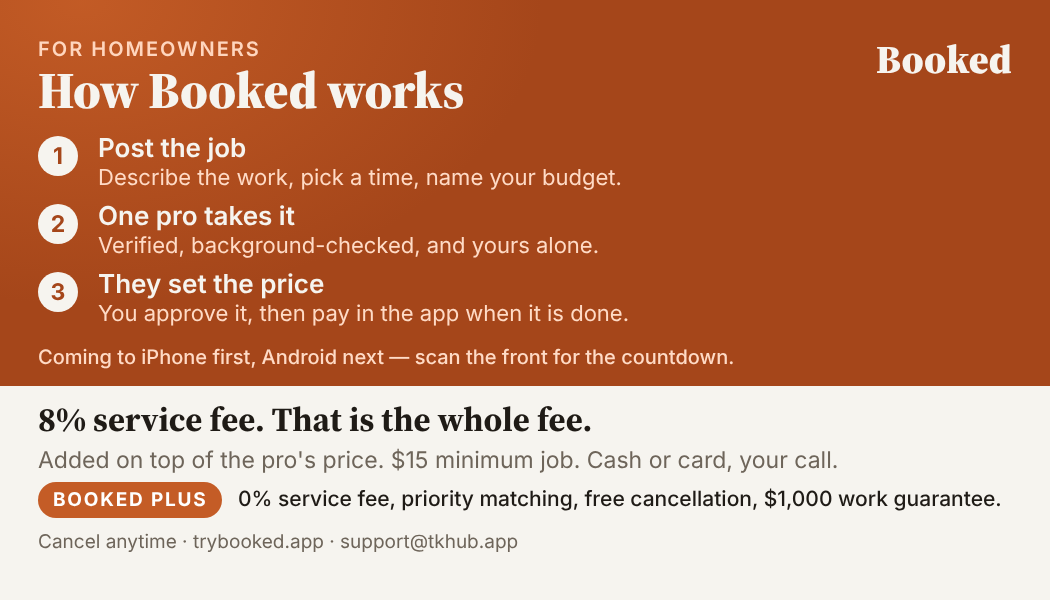 FOR HOMEOWNERS
Booked
How Booked works
1
Post the job
Describe the work, pick a time, name your budget.
2
One pro takes it
Verified, background-checked, and yours alone.
3
They set the price
You approve it, then pay in the app when it is done.
Coming to iPhone first, Android next — scan the front for the countdown.
8% service fee. That is the whole fee.
Added on top of the pro's price. $15 minimum job. Cash or card, your call.
BOOKED PLUS 0% service fee, priority matching, free cancellation, $1,000 work guarantee.
Cancel anytime · trybooked.app · support@tkhub.app